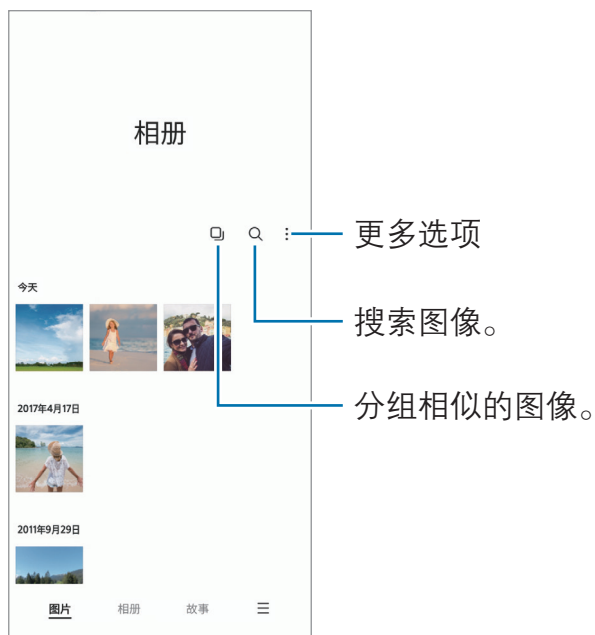 相册
更多选项
今天
搜索图像。
分组相似的图像。
2017年4月17日
2011年9月29日
图片 相册 故事